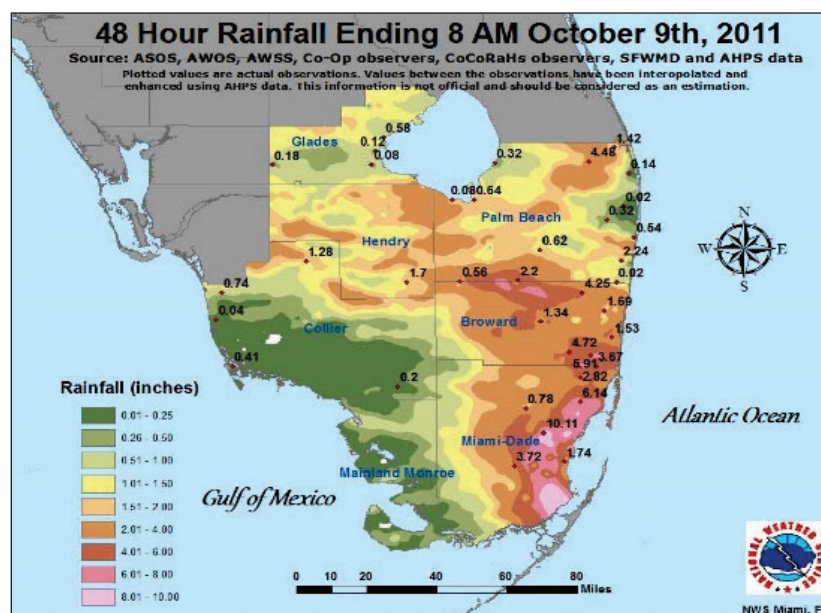 48 Hour Rainfall Ending 8 AM October 9th, 2011
Source: ASOS, AWOS, AWSS, Co-Op observers, CoCoRaHs observers, SFWMD and AHPS data
Plotted values are actual observations. Values between the observations have been interpolated and
enhanced using AHPS data. This information is not official and should be considered as an estimation.
0.58
1.42
Glades
0.12
4.48
0.18
0.08
0.32
0.14
0.08
0.64
0.02
Palm Beach
0.32
0.54
Hendry
0.62
N
W
E
S
1.28
2.24
1.7
0.56
2.2
0.02
0.74
4.25
0.04
1.69
Collier
Broward
1.34
1.53
4.72
3.67
0.41
5.91
Rainfall (inches)
0.2
2.82
0.01 - 0.25
0.78
6.14
Atlantic Ocean
0.26 - 0.50
10.11
0.51 - 1.00
Miami-Dade
1.01 - 1.50
3.72
1.74
Mainland Monroe
1.51 - 2.00
Gulf of Mexico
2.01 - 4.00
4.01 - 6.00
6.01 - 8.00
8.01 - 10.00
0
20
40
60
80
Miles
NATIONAL WEATHER SERVICE
NWS Miami,